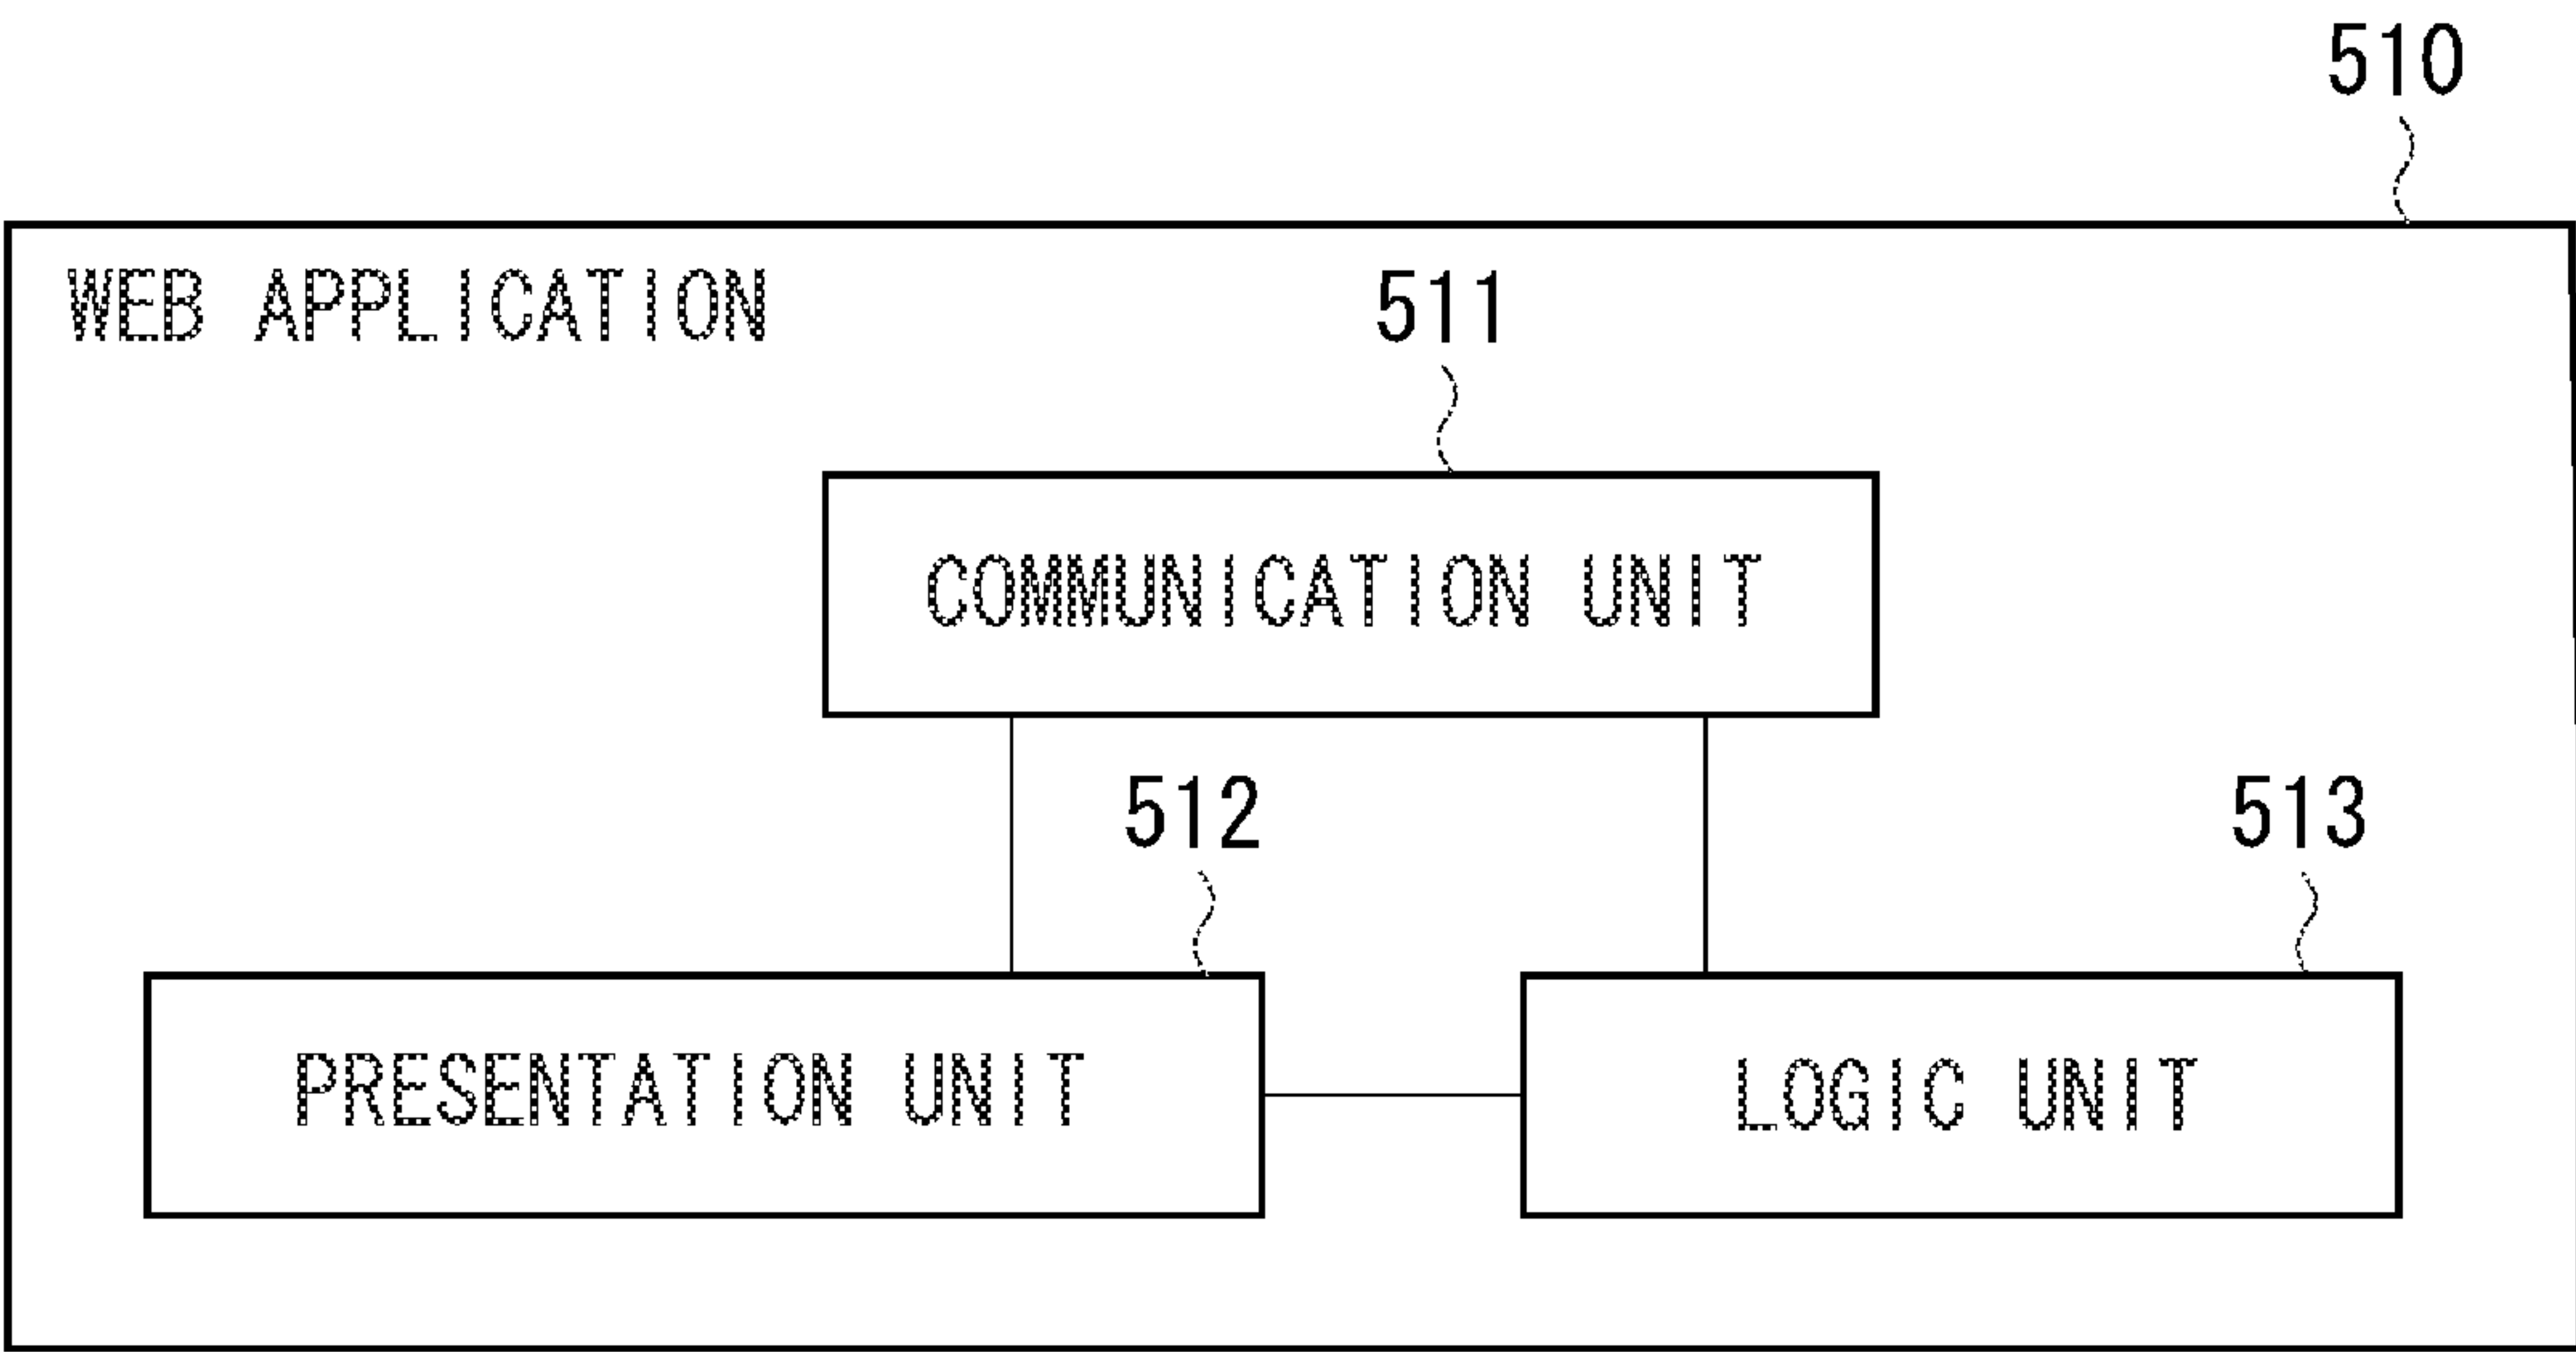 510
WEB APPLICATION
511
COMMUNICATION UNIT
512
513
PRESENTATION UNIT
LOGIC UNIT